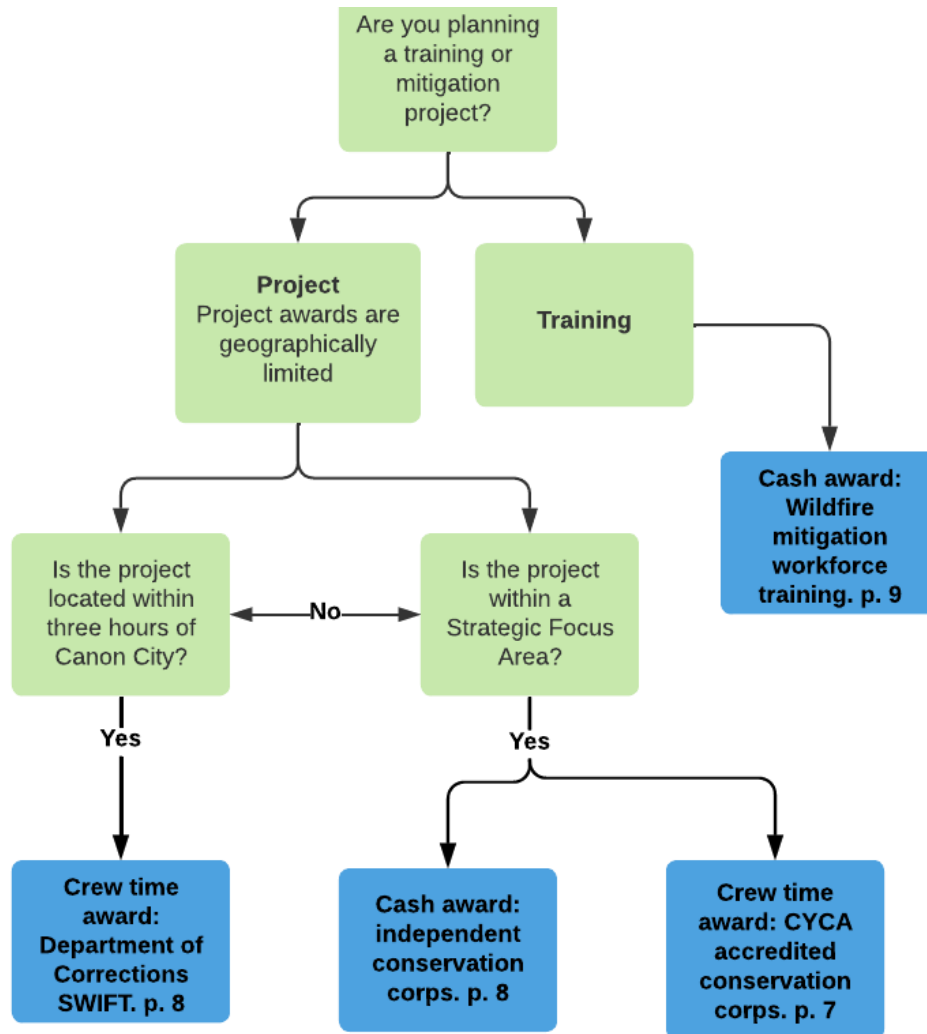 Are you planning
a training or
mitigation
project?
Project
Project awards are
geographically
limited
Training
Cash award:
Wildfire
mitigation
workforce
training. p. 9
Is the project
located within
three hours of
Canon City?
No
Is the project
within a
Strategic Focus
Area?
Yes
Yes
Crew time
award:
Department of
Corrections
SWIFT. p. 8
Cash award:
independent
conservation
corps. p. 8
Crew time
award: CYCA
accredited
conservation
corps. p. 7